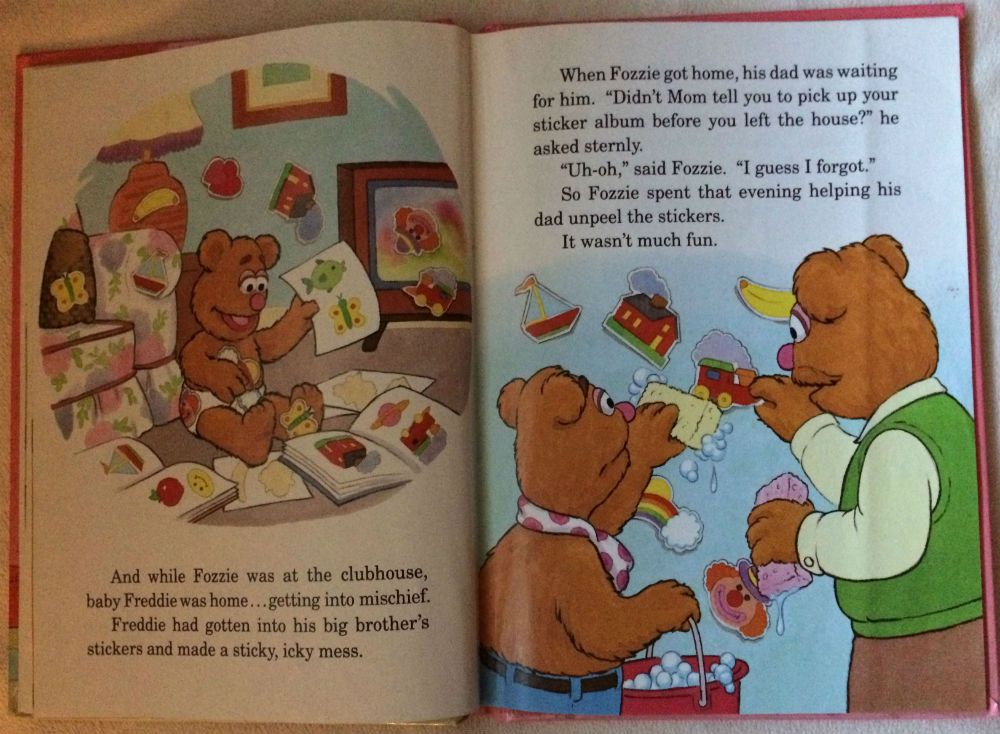 And while Fozzie was at the clubhouse,
baby Freddie was home...getting into mischief.
Freddie had gotten into his big brother's
stickers and made a sticky, icky mess.
When Fozzie got home, his dad was waiting
for him. "Didn't Mom tell you to pick up your
sticker album before you left the house?" he
asked sternly.
"Uh-oh," said Fozzie. "I guess I forgot."
So Fozzie spent that evening helping his
dad unpeel the stickers.
It wasn't much fun.